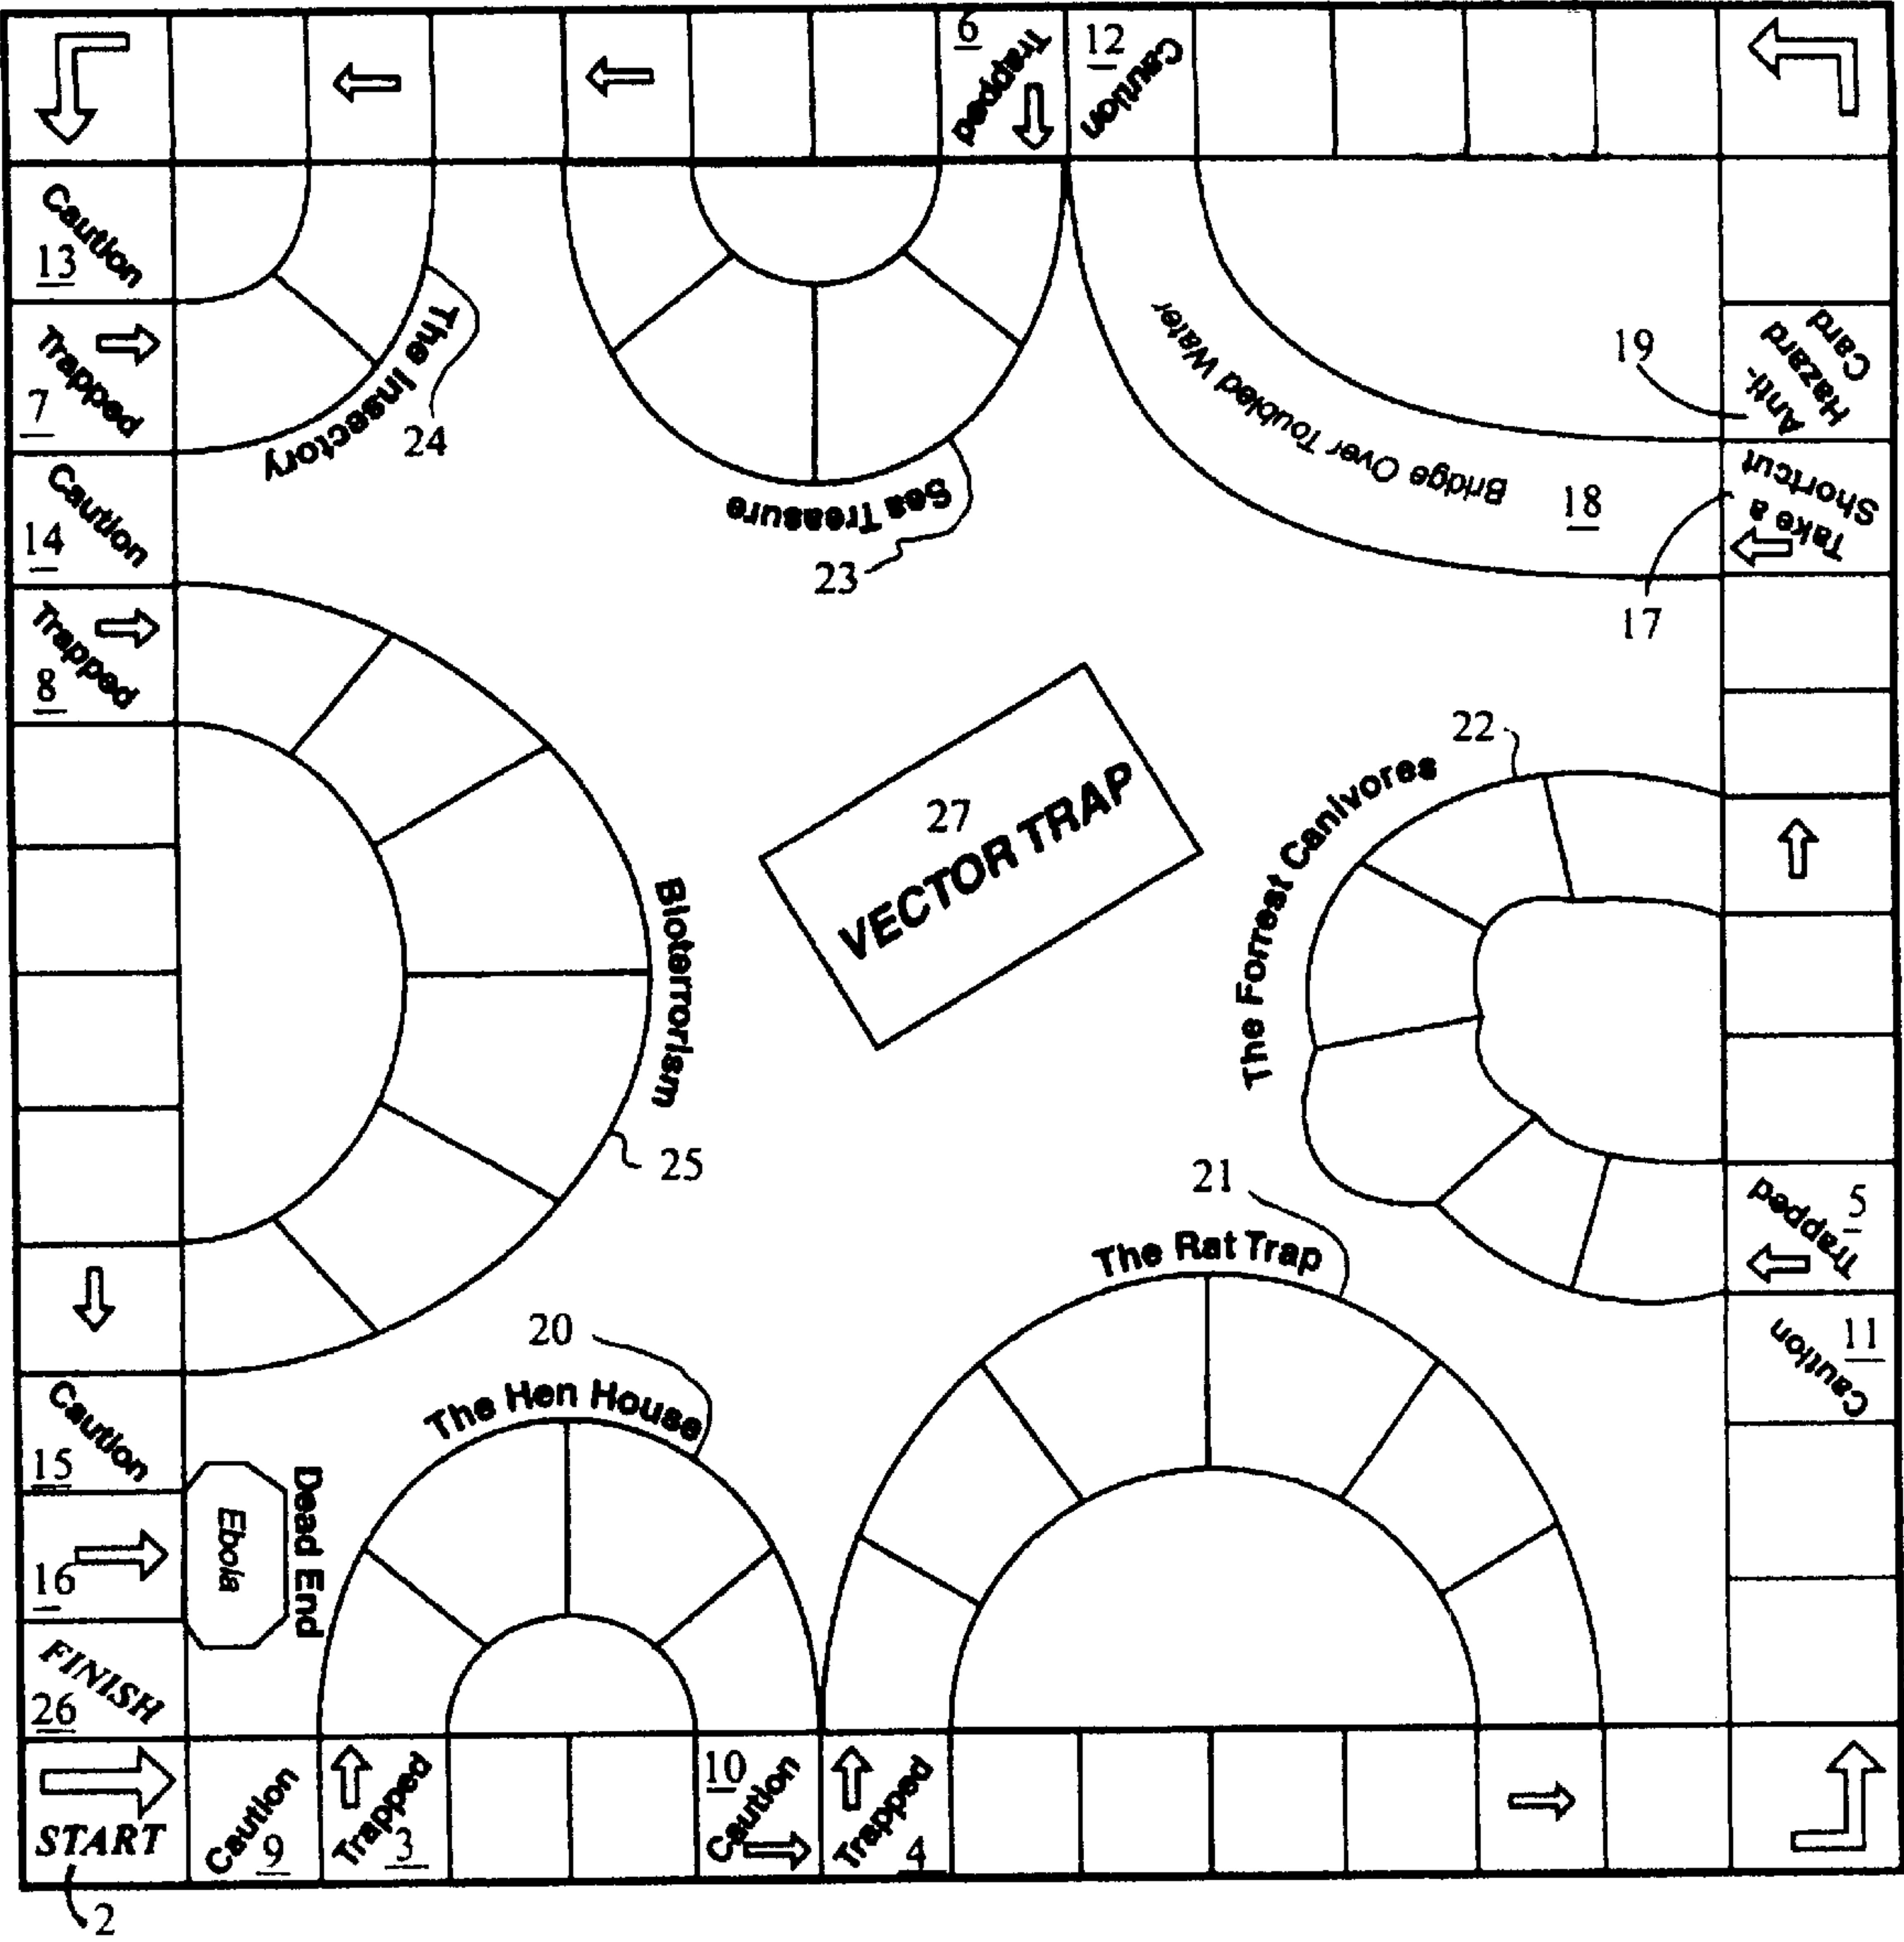 6
Trapped
12
Caution
Caution
13
Trapped
7
Caution
14
Trapped
8
The Insectory
24
Sea Treasure
23
Bridge Over Toubled Water
18
19
Anti-
Hazard
Card
Take a
Shortcut
17
27
VECTOR TRAP
22
The Forrest Canivores
Bioterrorism
25
21
The Rat Trap
5
Trapped
11
Caution
20
The Hen House
Caution
15
16
Ebola
Dead End
FINISH
26
START
2
Caution
9
Trapped
3
10
Caution
Trapped
4